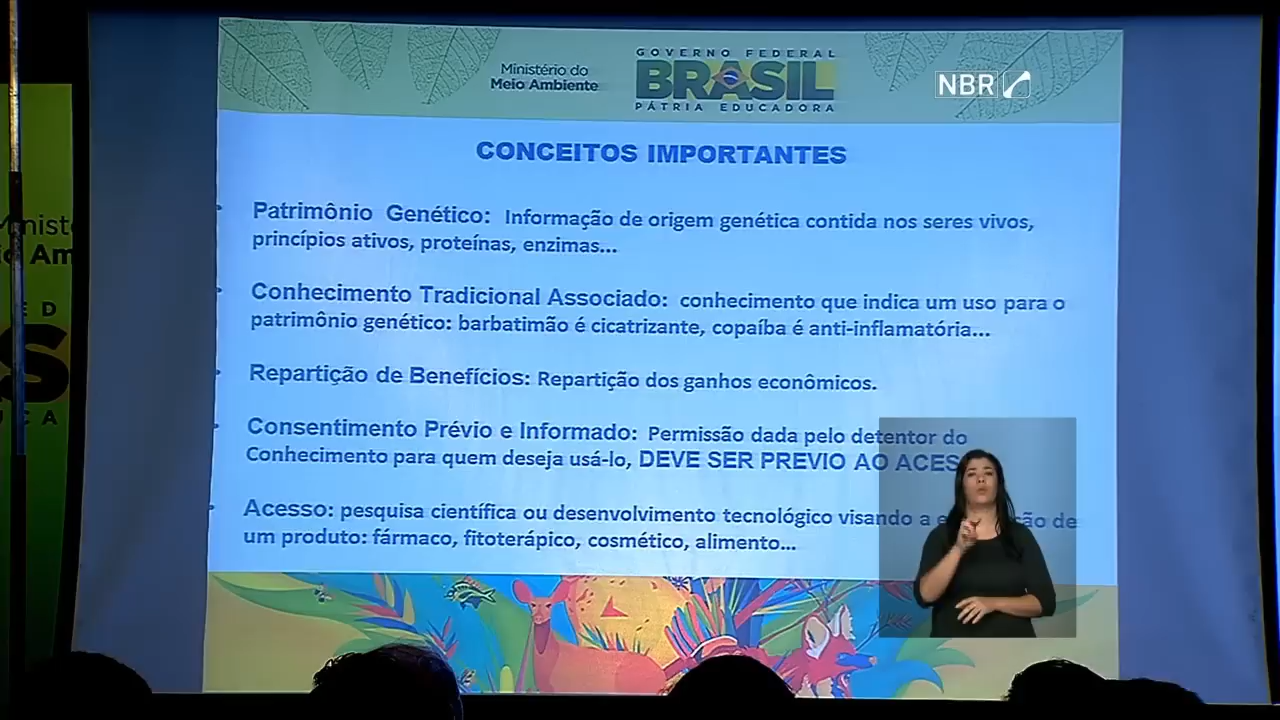 GOVERNO FEDERAL
Ministério do
Meio Ambiente
BRASIL
PÁTRIA EDUCADORA
NBR
CONCEITOS IMPORTANTES
Patrimônio Genético: Informação de origem genética contida nos seres vivos,
princípios ativos, proteínas, enzimas...
Conhecimento Tradicional Associado: conhecimento que indica um uso para o
patrimônio genético: barbatimão é cicatrizante, copaíba é anti-inflamatória...
Repartição de Benefícios: Repartição dos ganhos econômicos.
Consentimento Prévio e Informado: Permissão dada pelo detentor do
Conhecimento para quem deseja usá-lo, DEVE SER PREVIO AO
Acesso: pesquisa científica ou desenvolvimento tecnológico visando a de
um produto: fármaco, fitoterápico, cosmético, alimento...